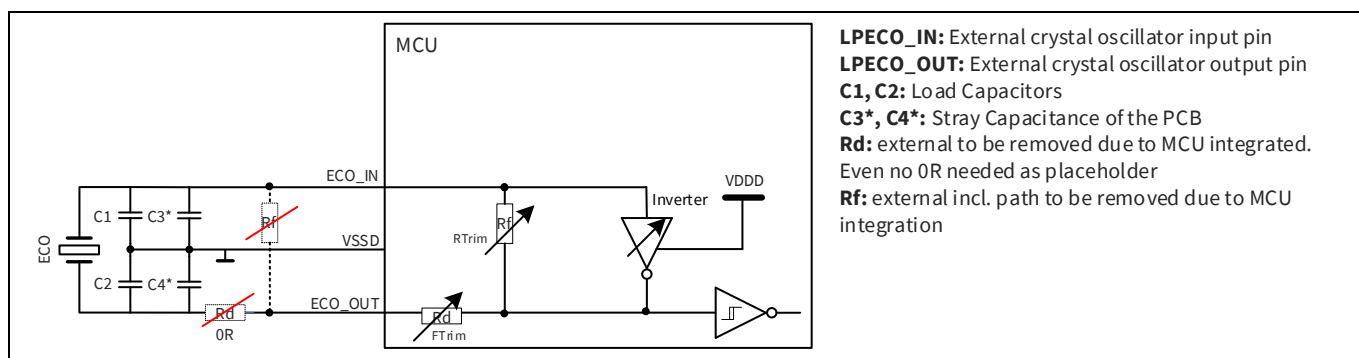 MCU
LPECO_IN: External crystal oscillator input pin
LPECO_OUT: External crystal oscillator output pin
C1, C2: Load Capacitors
C3*, C4*: Stray Capacitance of the PCB
Rd: external to be removed due to MCU integrated.
Even no 0R needed as placeholder
Rf: external incl. path to be removed due to MCU
integration
ECO_IN
VDDD
Inverter
C1
C3*
Rf
Rf
RTrim
ECO
VSSD
C2
C4*
ECO_OUT
Rd
0R
Rd
FTrim